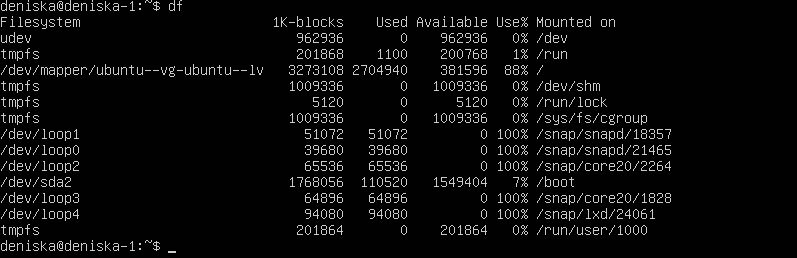 deniska@deniska-1:~$ df
Filesystem                        1K-blocks    Used Available Use% Mounted on
udev                                 962936       0    962936   0% /dev
tmpfs                                201868    1100    200768   1% /run
/dev/mapper/ubuntu--vg-ubuntu--lv   3273108 2704940    381596  88% /
tmpfs                               1009336       0   1009336   0% /dev/shm
tmpfs                                  5120       0      5120   0% /run/lock
tmpfs                               1009336       0   1009336   0% /sys/fs/cgroup
/dev/loop1                            51072   51072         0 100% /snap/snapd/18357
/dev/loop0                            39680   39680         0 100% /snap/snapd/21465
/dev/loop2                            65536   65536         0 100% /snap/core20/2264
/dev/sda2                           1768056  110520   1549404   7% /boot
/dev/loop3                            64896   64896         0 100% /snap/core20/1828
/dev/loop4                            94080   94080         0 100% /snap/lxd/24061
tmpfs                                201864       0    201864   0% /run/user/1000
deniska@deniska-1:~$ _